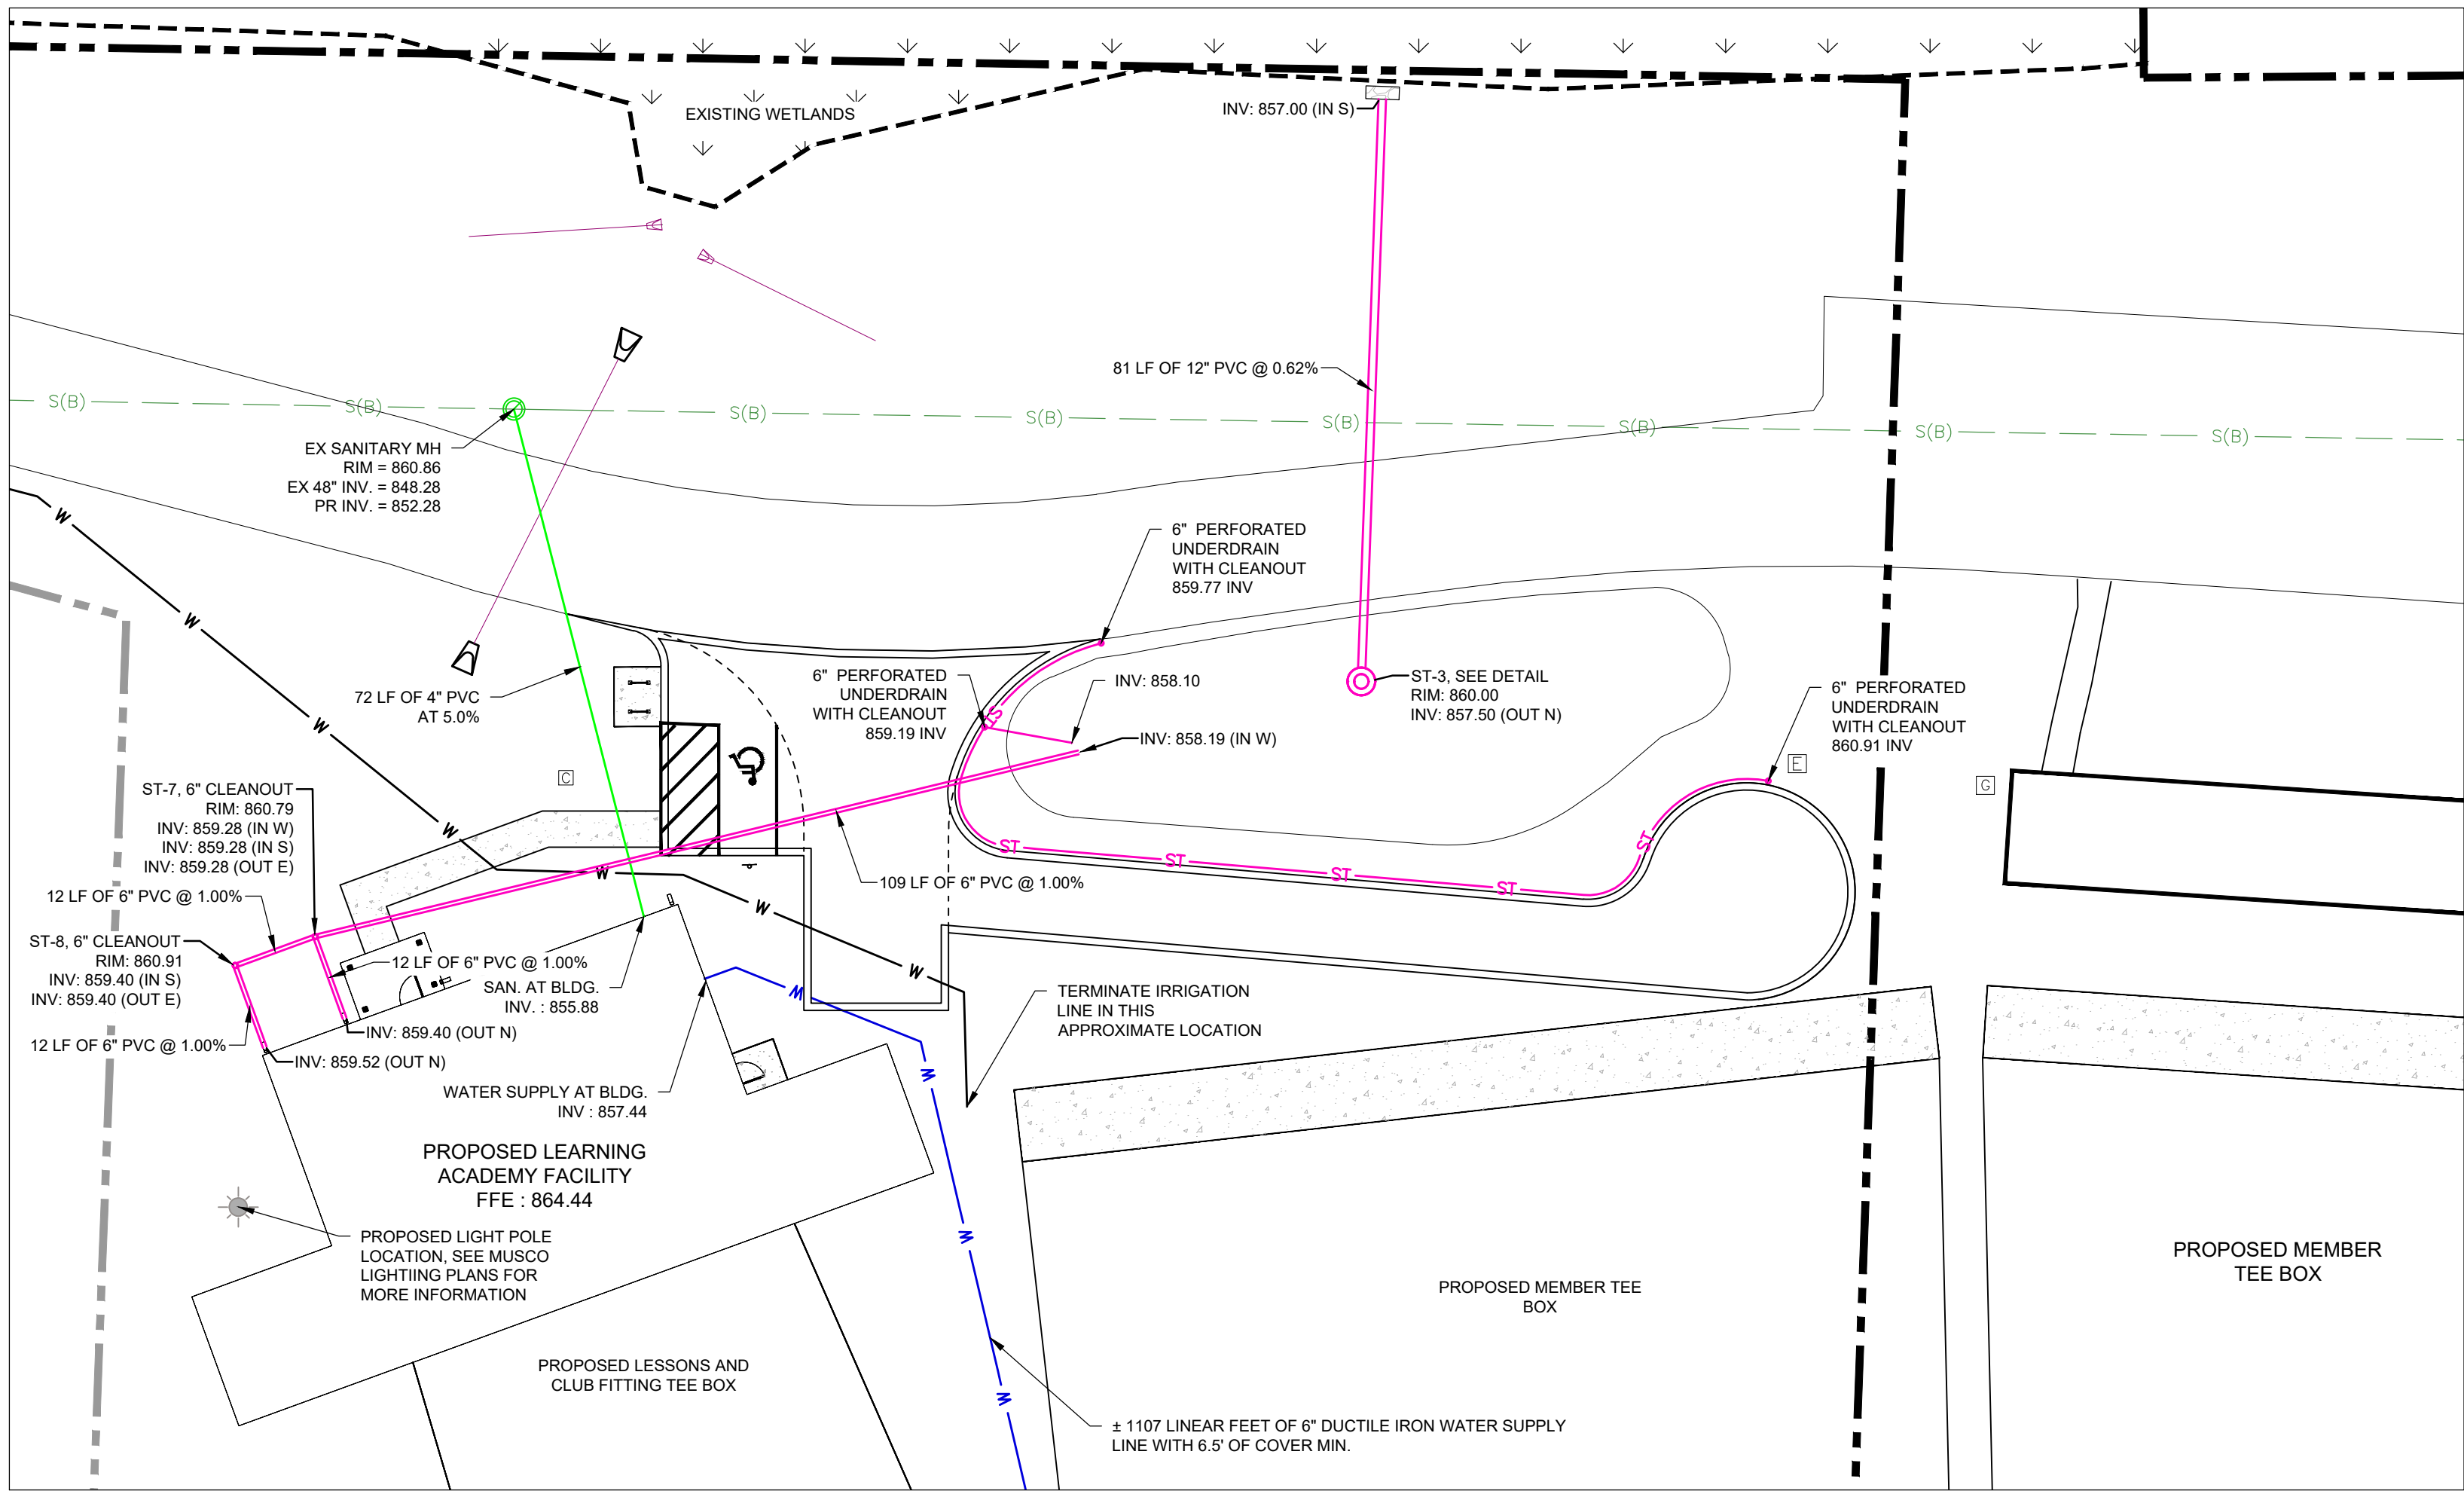 EXISTING WETLANDS
INV: 857.00 (IN S)
81 LF OF 12" PVC @ 0.62%
S(B)
S(B)
S(B)
S(B)
S(B)
S(B)
S(B)
S(B)
EX SANITARY MH
RIM = 860.86
EX 48" INV. = 848.28
PR INV. = 852.28
6" PERFORATED
UNDERDRAIN
WITH CLEANOUT
859.77 INV
W
W
W
W
W
W
W
72 LF OF 4" PVC
AT 5.0%
6" PERFORATED
UNDERDRAIN
WITH CLEANOUT
859.19 INV
INV: 858.10
INV: 858.19 (IN W)
ST-3, SEE DETAIL
RIM: 860.00
INV: 857.50 (OUT N)
6" PERFORATED
UNDERDRAIN
WITH CLEANOUT
860.91 INV
C
E
G
ST
ST
ST
ST
ST
ST
ST-7, 6" CLEANOUT
RIM: 860.79
INV: 859.28 (IN W)
INV: 859.28 (IN S)
INV: 859.28 (OUT E)
12 LF OF 6" PVC @ 1.00%
109 LF OF 6" PVC @ 1.00%
ST-8, 6" CLEANOUT
RIM: 860.91
INV: 859.40 (IN S)
INV: 859.40 (OUT E)
12 LF OF 6" PVC @ 1.00%
SAN. AT BLDG.
INV. : 855.88
12 LF OF 6" PVC @ 1.00%
INV: 859.40 (OUT N)
INV: 859.52 (OUT N)
TERMINATE IRRIGATION
LINE IN THIS
APPROXIMATE LOCATION
WATER SUPPLY AT BLDG.
INV : 857.44
W
W
W
W
PROPOSED LEARNING
ACADEMY FACILITY
FFE : 864.44
PROPOSED LIGHT POLE
LOCATION, SEE MUSCO
LIGHTIING PLANS FOR
MORE INFORMATION
PROPOSED MEMBER TEE
BOX
PROPOSED MEMBER
TEE BOX
PROPOSED LESSONS AND
CLUB FITTING TEE BOX
± 1107 LINEAR FEET OF 6" DUCTILE IRON WATER SUPPLY
LINE WITH 6.5' OF COVER MIN.